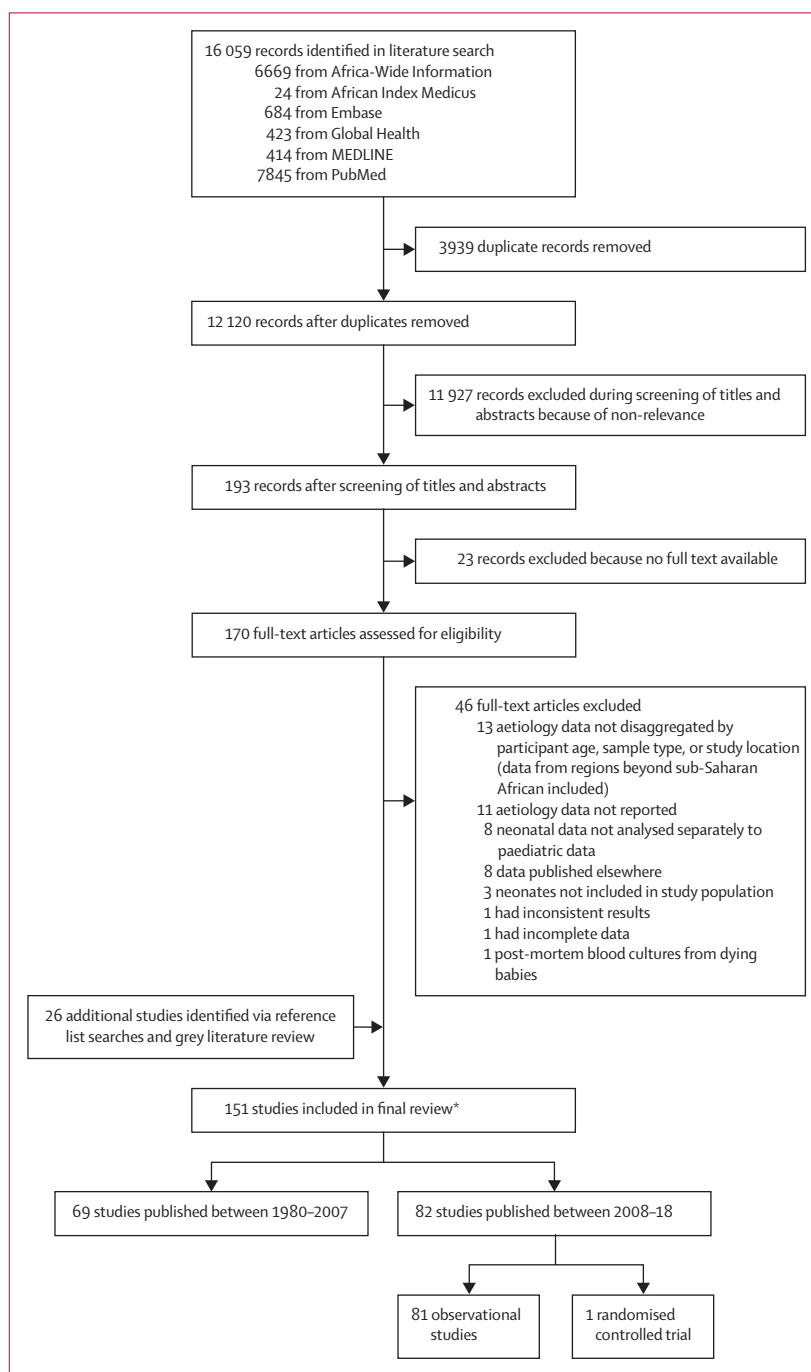 16 059 records identified in literature search
6669 from Africa-Wide Information
24 from African Index Medicus
684 from Embase
423 from Global Health
414 from MEDLINE
7845 from PubMed
3939 duplicate records removed
12 120 records after duplicates removed
11 927 records excluded during screening of titles and
abstracts because of non-relevance
193 records after screening of titles and abstracts
23 records excluded because no full text available
170 full-text articles assessed for eligibility
46 full-text articles excluded
13 aetiology data not disaggregated by
participant age, sample type, or study location
(data from regions beyond sub-Saharan
African included)
11 aetiology data not reported
8 neonatal data not analysed separately to
paediatric data
8 data published elsewhere
3 neonates not included in study population
1 had inconsistent results
1 had incomplete data
1 post-mortem blood cultures from dying
babies
26 additional studies identified via reference
list searches and grey literature review
151 studies included in final review*
69 studies published between 1980–2007
82 studies published between 2008–18
81 observational
studies
1 randomised
controlled trial